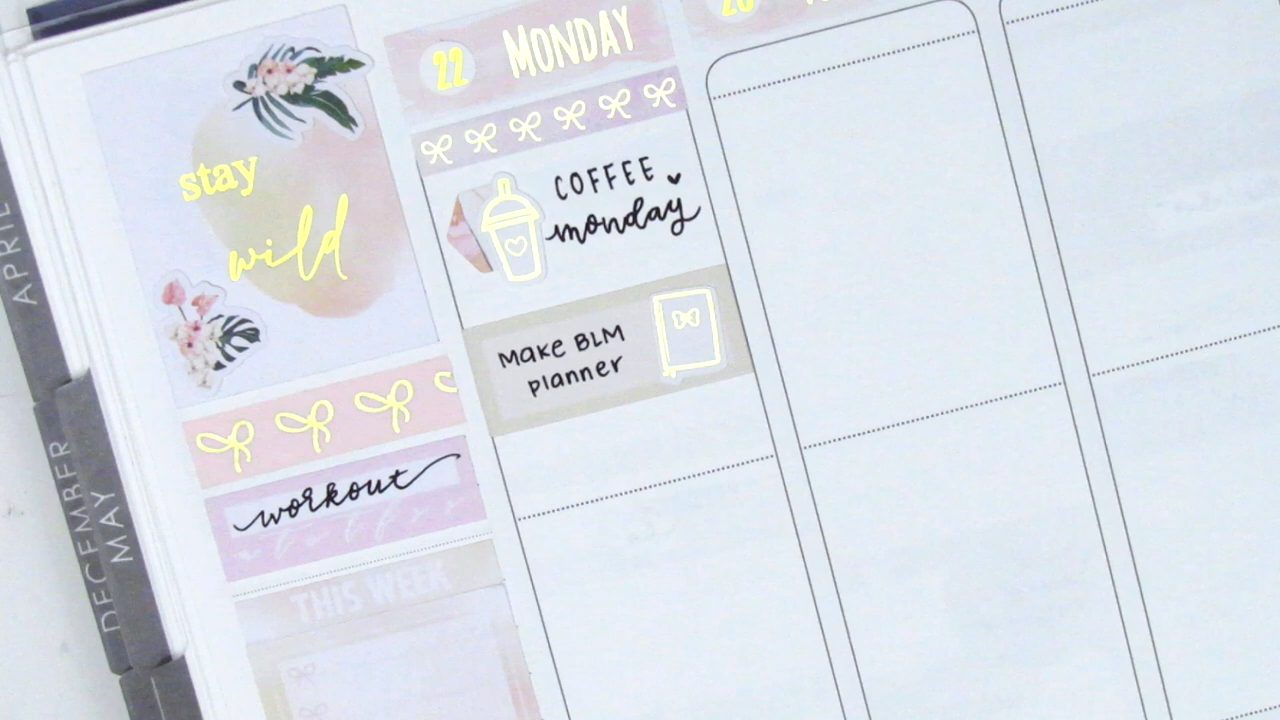 stay
wild
workout
THIS WEEK
22 MONDAY
COFFEE
monday
Make BLM
planner
APRIL
DECEMBER
MAY